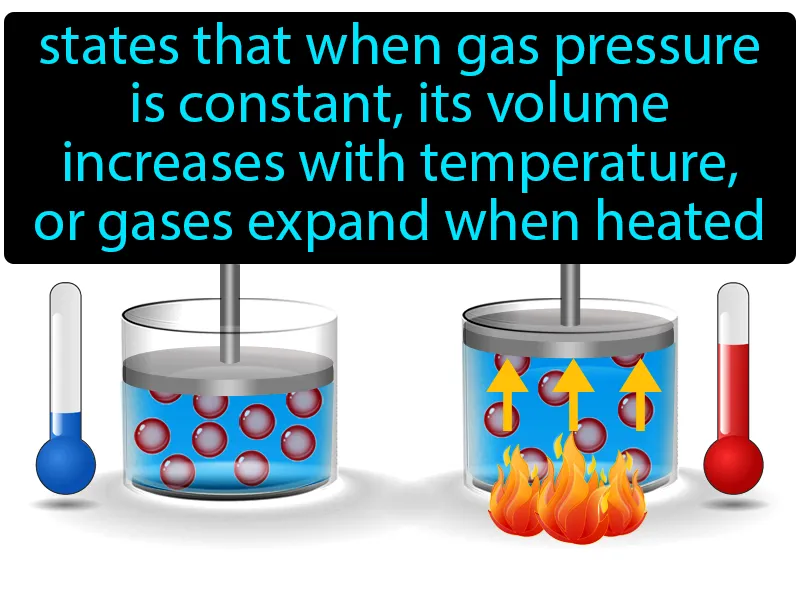 states that when gas pressure
is constant, its volume
increases with temperature,
or gases expand when heated